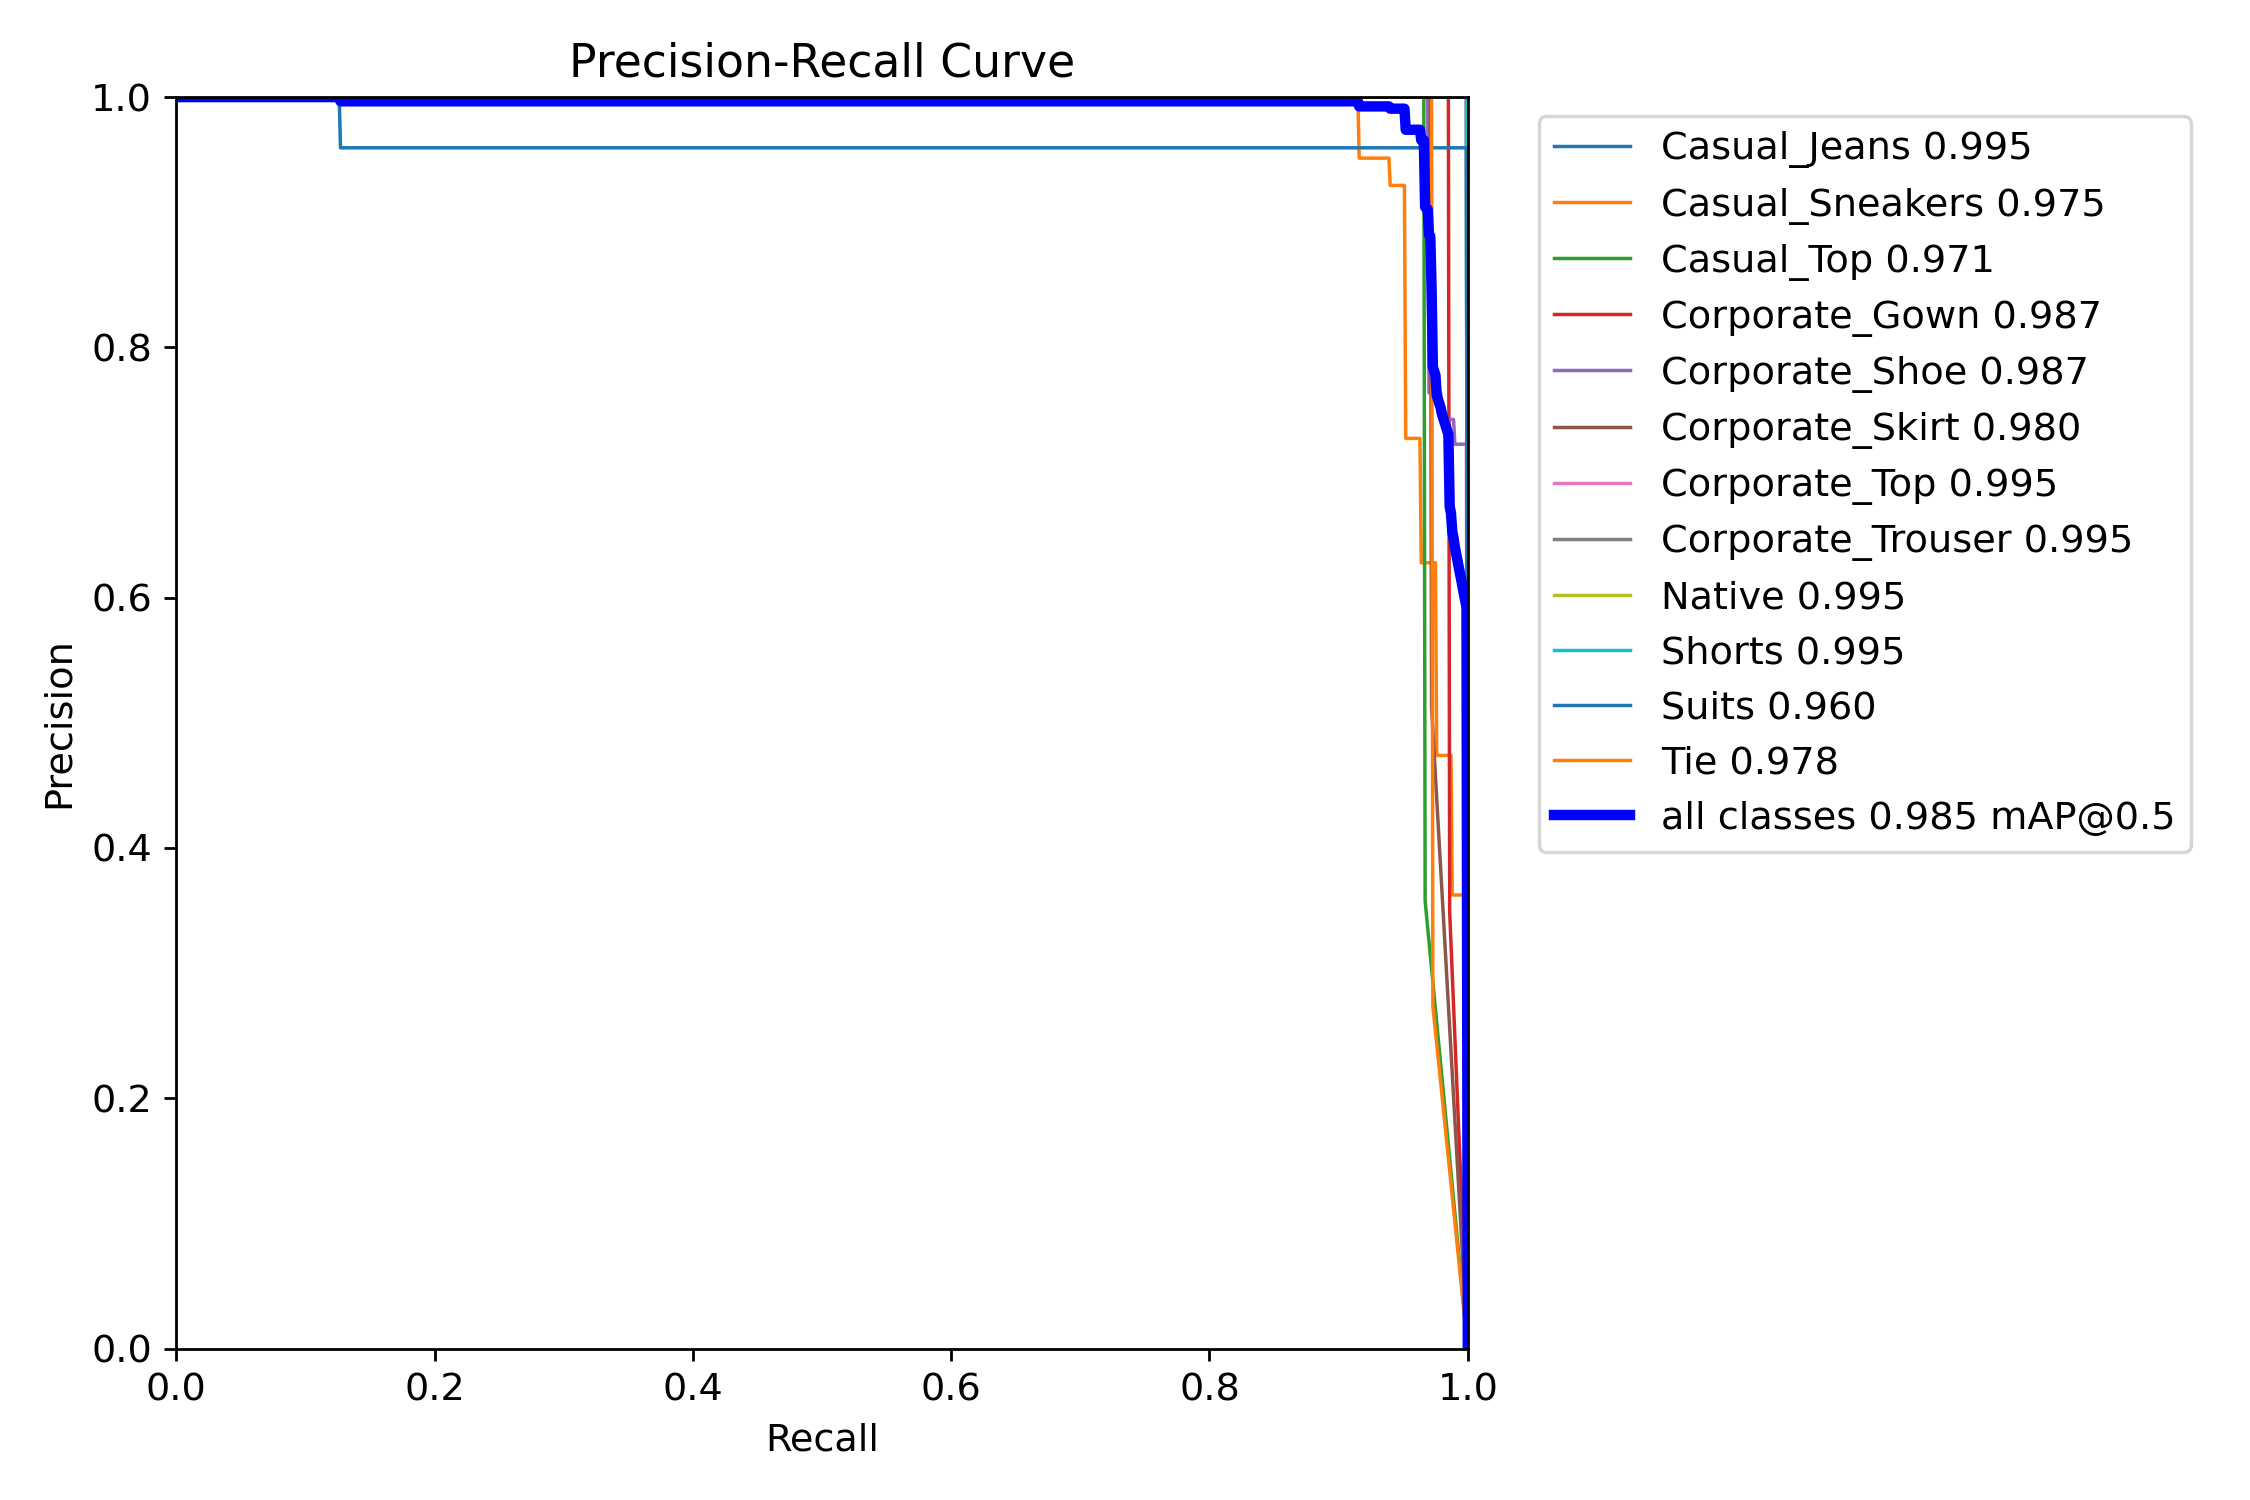 Precision-Recall Curve
1.0
0.8
0.6
0.4
0.2
0.0
Precision
0.0 0.2 0.4 0.6 0.8 1.0
Recall
Casual_Jeans 0.995
Casual_Sneakers 0.975
Casual_Top 0.971
Corporate_Gown 0.987
Corporate_Shoe 0.987
Corporate_Skirt 0.980
Corporate_Top 0.995
Corporate_Trouser 0.995
Native 0.995
Shorts 0.995
Suits 0.960
Tie 0.978
all classes 0.985 mAP@0.5